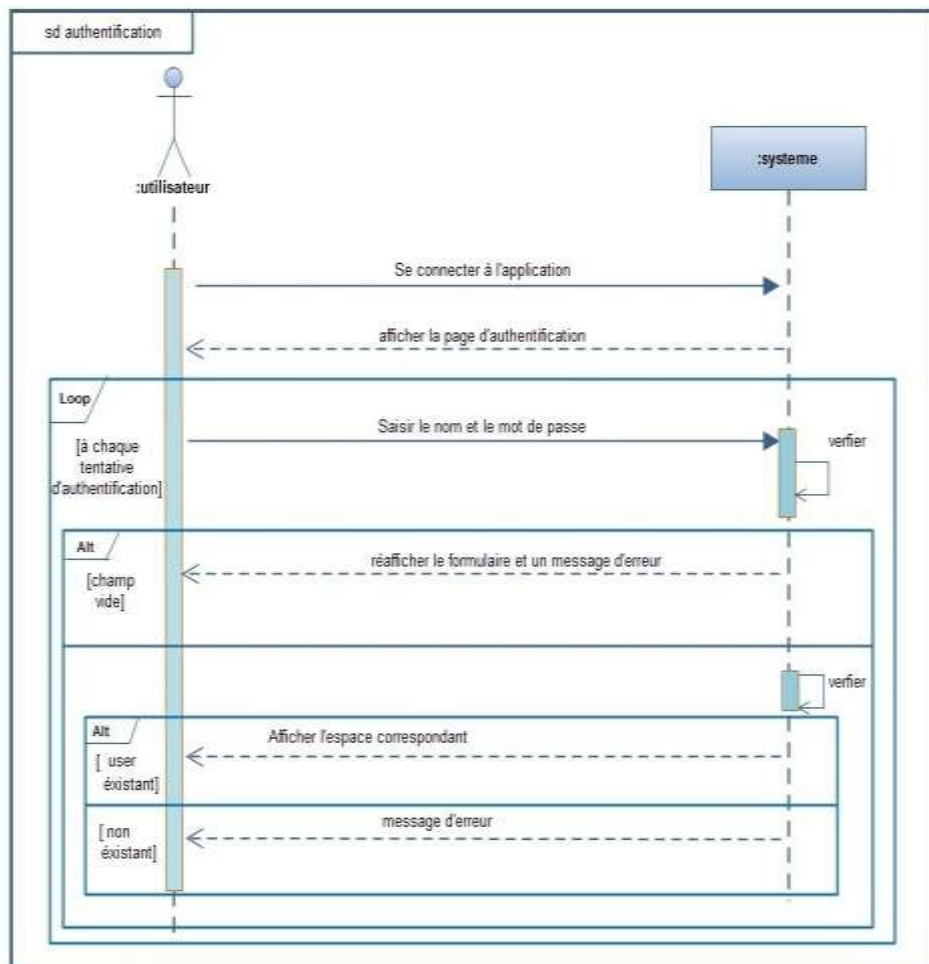 sd authentification
:utilisateur
:systeme
Se connecter à l'application
afficher la page d'authentification
Loop
[à chaque
tentative
d'authentification]
Saisir le nom et le mot de passe
verfier
Alt
[champ
vide]
réafficher le formulaire et un message d'erreur
verfier
Alt
[ user
éxistant]
Afficher l'espace correspondant
[ non
éxistant]
message d'erreur